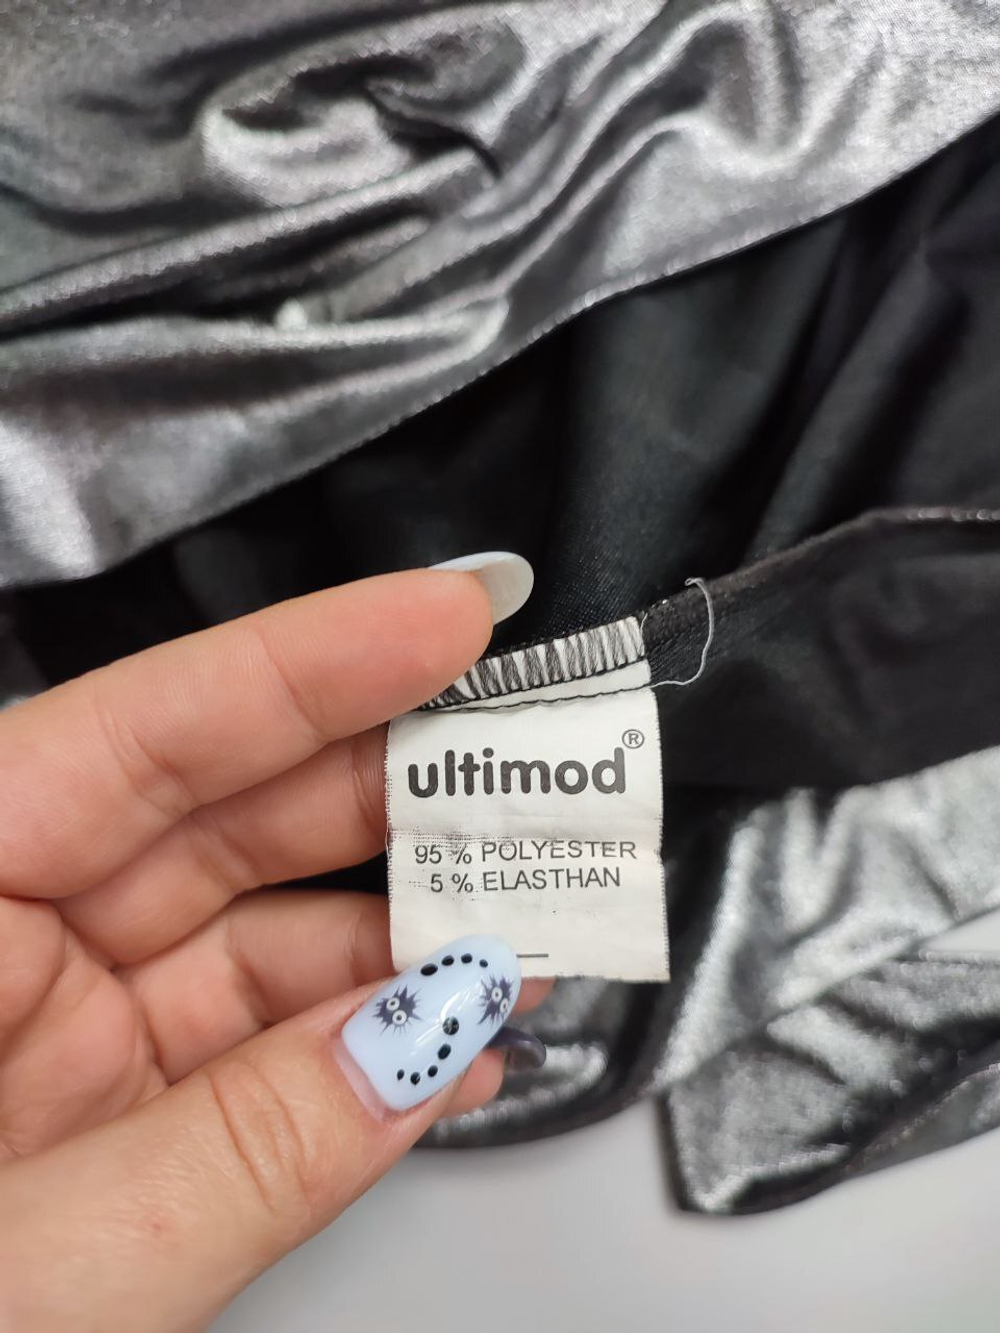 ultimod®
95 % POLYESTER
5 % ELASTHAN